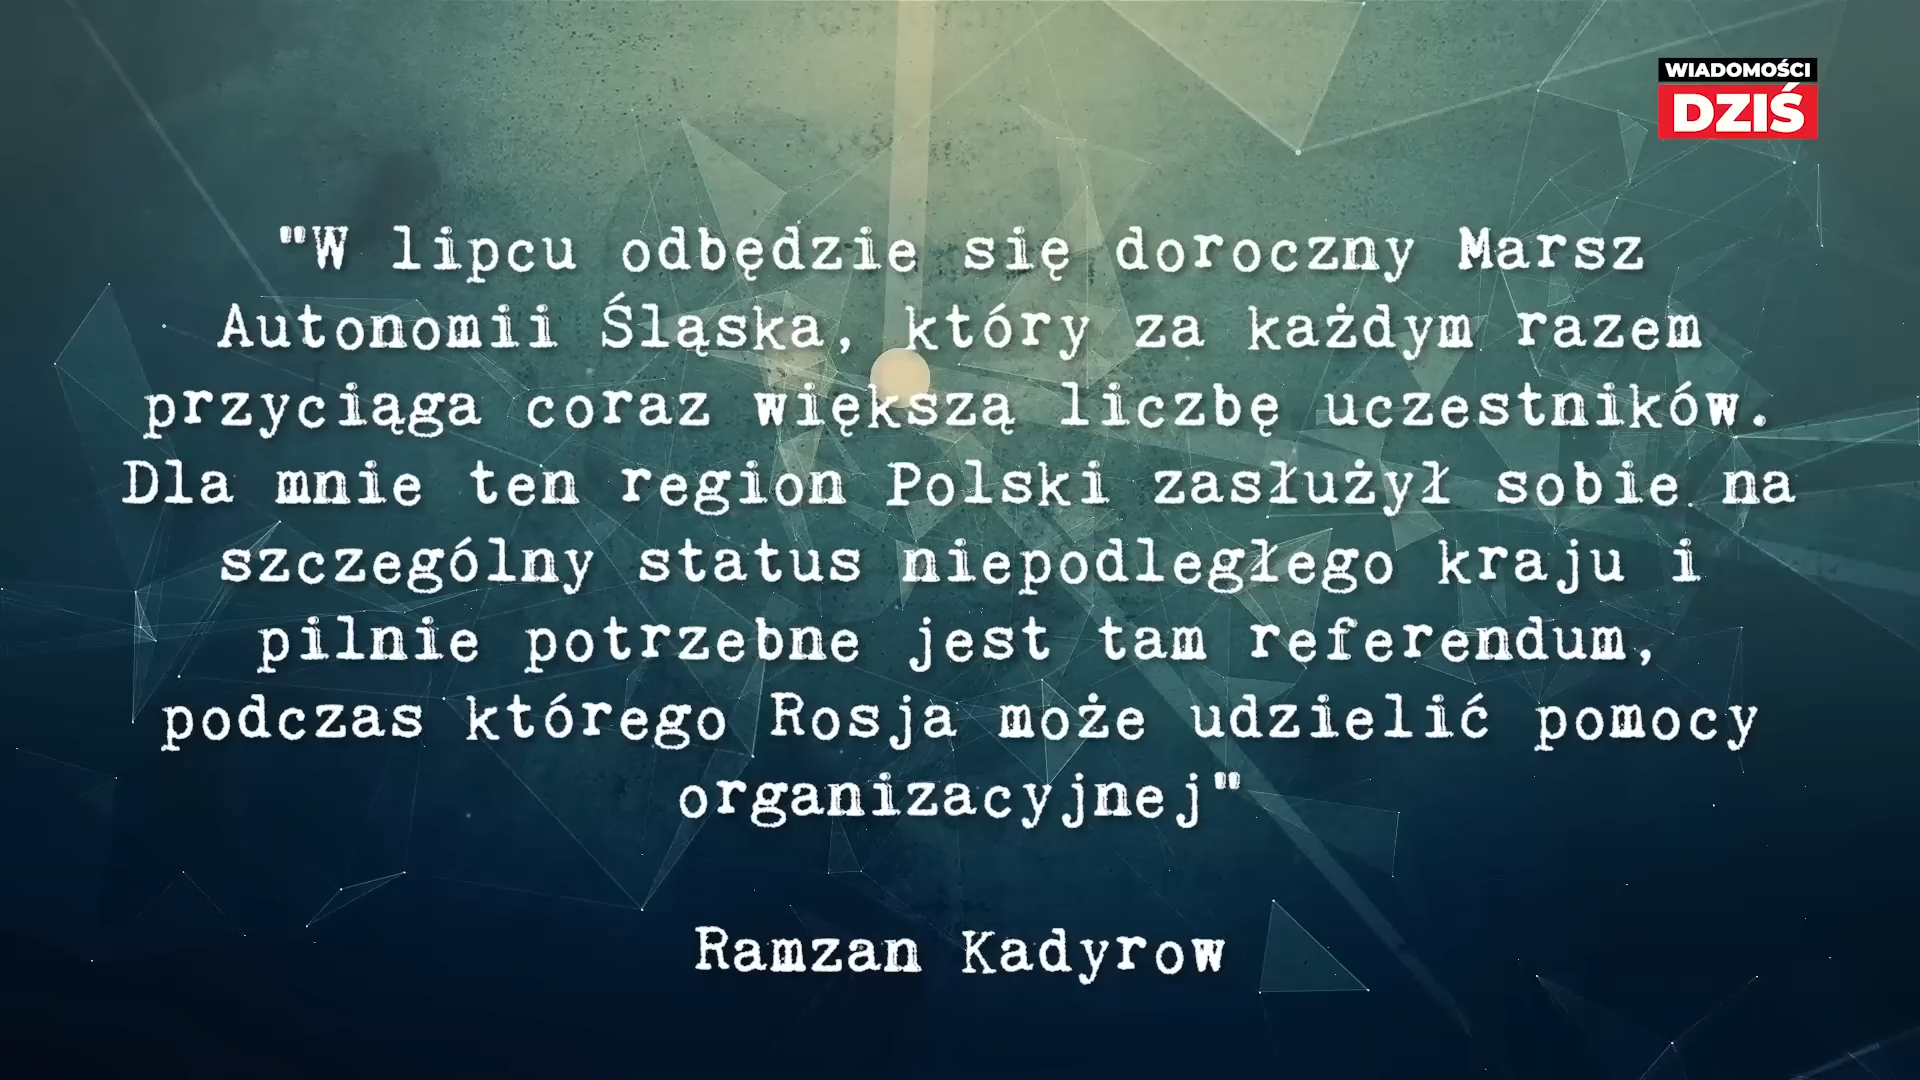 WIADOMOŚCI
DZIŚ
"W lipcu odbędzie się doroczny Marsz
Autonomii Śląska, który za każdym razem
przyciąga coraz większą liczbę uczestników.
Dla mnie ten region Polski zasłużył sobie na
szczególny status niepodległego kraju i
pilnie potrzebne jest tam referendum,
podczas którego Rosja może udzielić pomocy
organizacyjnej"
Ramzan Kadyrow